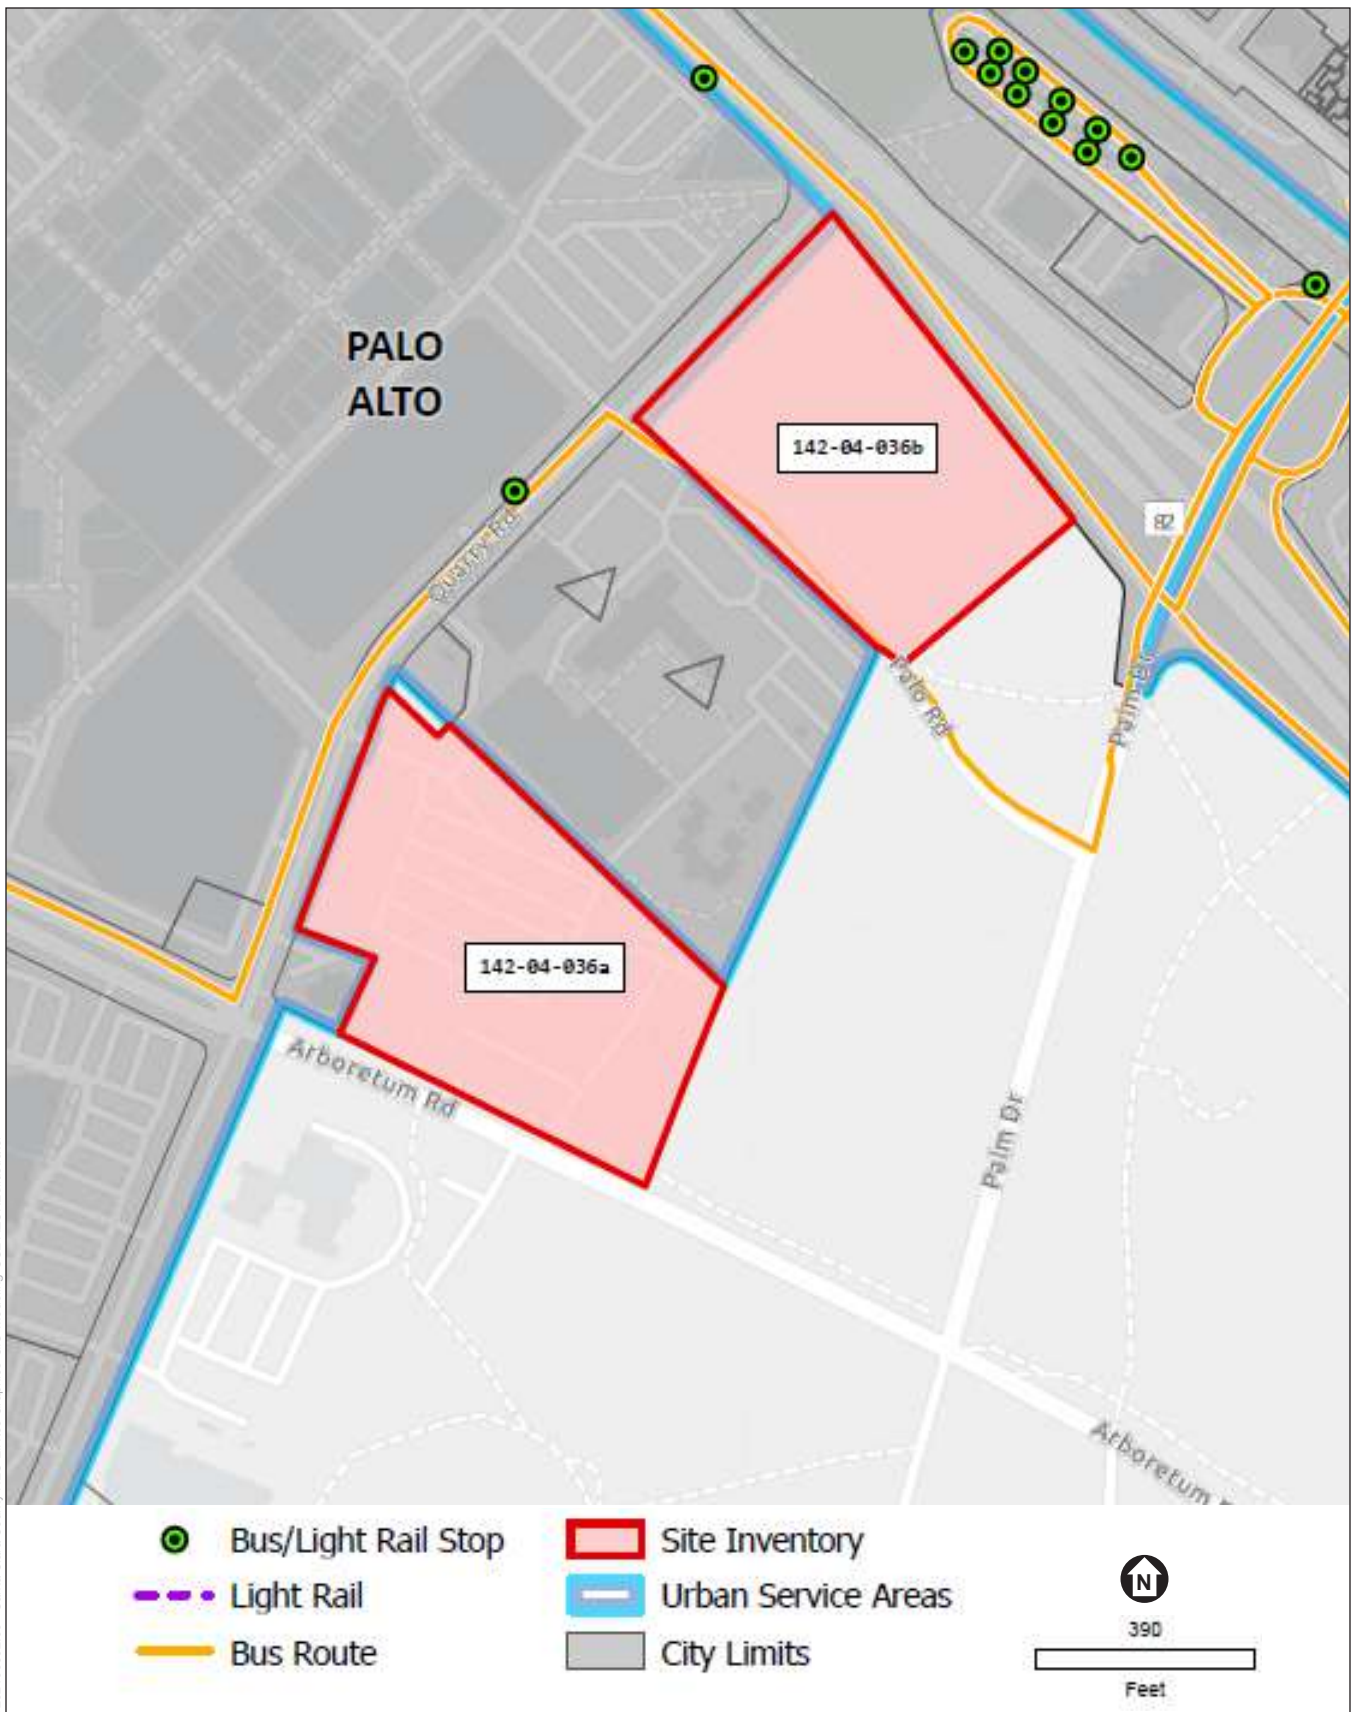 PALO
ALTO
142-04-036b
82
Quarry Rd
Palo Rd
Palm Dr
142-04-036a
Arboretum Rd
Palm Dr
Arboretum
Bus/Light Rail Stop
Site Inventory
Light Rail
Urban Service Areas
N
Bus Route
City Limits
390
Feet